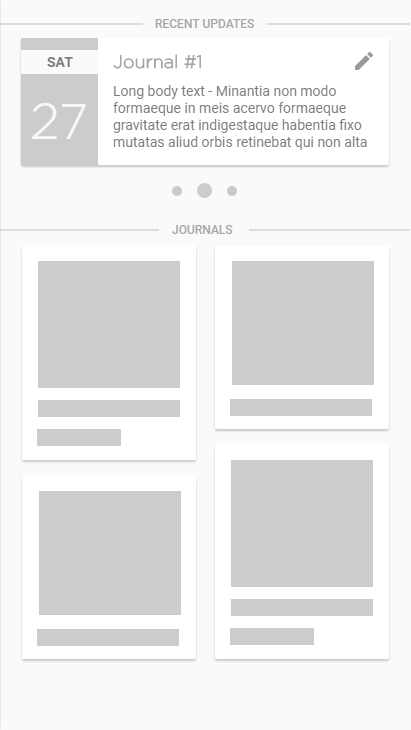 RECENT UPDATES
SAT
27
Journal #1
Long body text - Minantia non modo
formaeque in meis acervo formaeque
gravitate erat indigestaque habentia fixo
mutatas aliud orbis retinebat qui non alta
JOURNALS